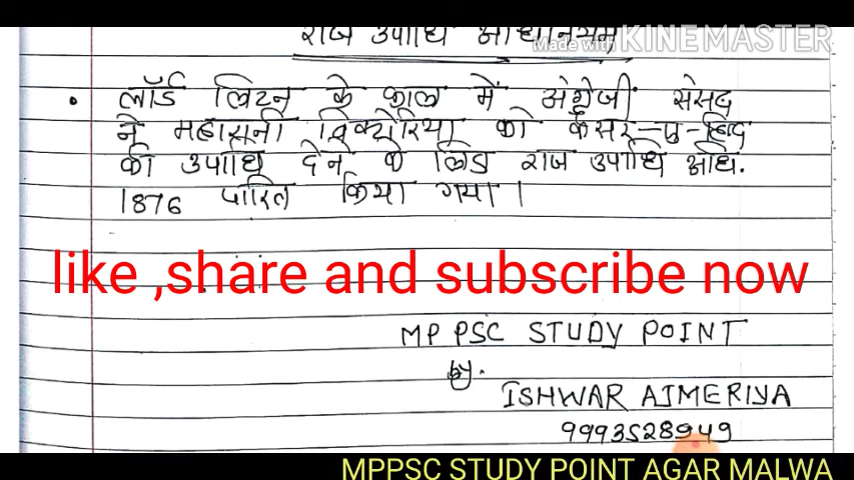 राज उपाधि अधिनियम
Made with KINEMASTER
• लॉर्ड लिटन के काल में अंग्रेजी संसद
ने महारानी विक्टोरिया को कैसर-ए-हिंद
की उपाधि देने के लिए राज उपाधि अधि.
1876 पारित किया गया।
like ,share and subscribe now
MP PSC STUDY POINT
by.
ISHWAR AJMERIYA
9993528949
MPPSC STUDY POINT AGAR MALWA